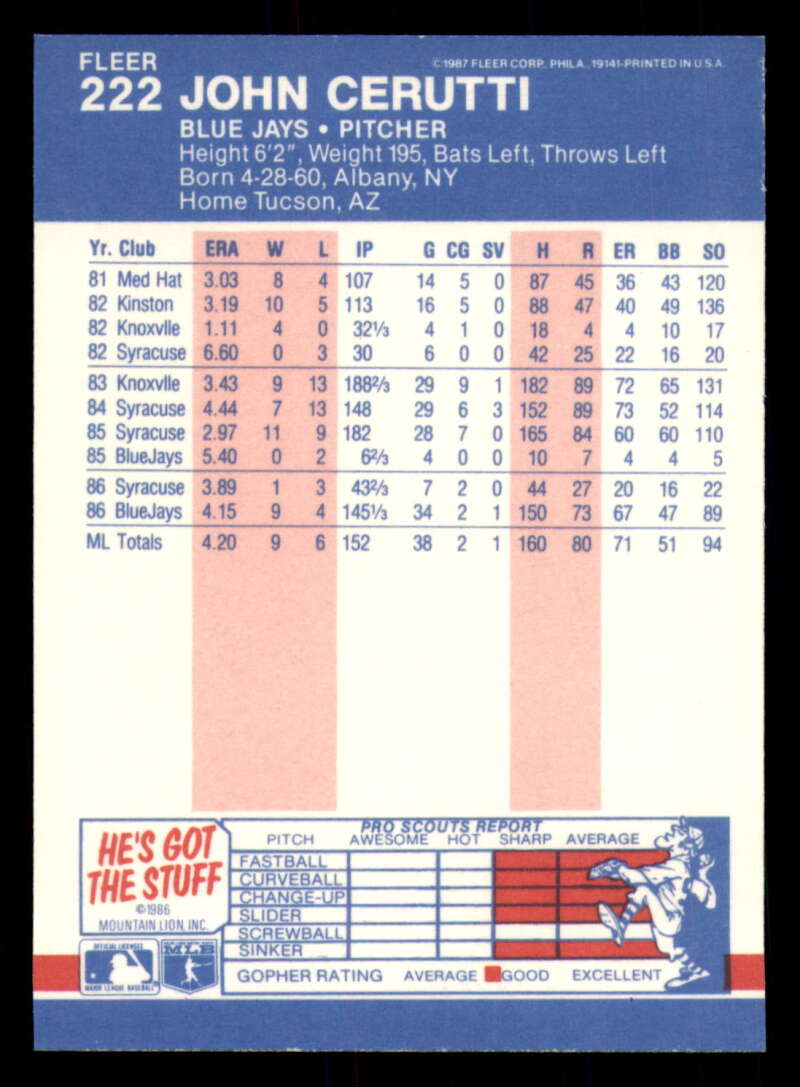 FLEER ©1987 FLEER CORP. PHILA., 19141-PRINTED IN U.S.A.
222 JOHN CERUTTI
BLUE JAYS • PITCHER
Height 6'2", Weight 195, Bats Left, Throws Left
Born 4-28-60, Albany, NY
Home Tucson, AZ
Yr. Club ERA W L IP G CG SV H R ER BB SO
81 Med Hat 3.03 8 4 107 14 5 0 87 45 36 43 120
82 Kinston 3.19 10 5 113 16 5 0 88 47 40 49 136
82 Knoxvlle 1.11 4 0 32⅓ 4 1 0 18 4 4 10 17
82 Syracuse 6.60 0 3 30 6 0 0 42 25 22 16 20
83 Knoxvlle 3.43 9 13 188⅔ 29 9 1 182 89 72 65 131
84 Syracuse 4.44 7 13 148 29 6 3 152 89 73 52 114
85 Syracuse 2.97 11 9 182 28 7 0 165 84 60 60 110
85 BlueJays 5.40 0 2 6⅔ 4 0 0 10 7 4 4 5
86 Syracuse 3.89 1 3 43⅔ 7 2 0 44 27 20 16 22
86 BlueJays 4.15 9 4 145⅓ 34 2 1 150 73 67 47 89
ML Totals 4.20 9 6 152 38 2 1 160 80 71 51 94
HE'S GOT
THE STUFF
©1986
MOUNTAIN LION, INC.
OFFICIAL LICENSEE
MAJOR LEAGUE BASEBALL
MLB
PRO SCOUTS REPORT
PITCH AWESOME HOT SHARP AVERAGE
FASTBALL
CURVEBALL
CHANGE-UP
SLIDER
SCREWBALL
SINKER
GOPHER RATING AVERAGE GOOD EXCELLENT